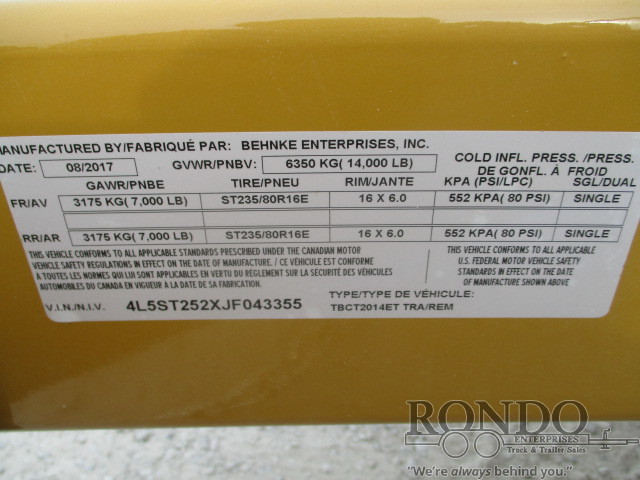 MANUFACTURED BY/FABRIQUÉ PAR: BEHNKE ENTERPRISES, INC.
DATE: 08/2017 GVWR/PNBV: 6350 KG( 14,000 LB) COLD INFL. PRESS./PRESS. DE GONFL. À FROID
GAWR/PNBE TIRE/PNEU RIM/JANTE KPA (PSI/LPC) SGL/DUAL
FR/AV 3175 KG( 7,000 LB) ST235/80R16E 16 X 6.0 552 KPA( 80 PSI) SINGLE
RR/AR 3175 KG( 7,000 LB) ST235/80R16E 16 X 6.0 552 KPA( 80 PSI) SINGLE
THIS VEHICLE CONFORMS TO ALL APPLICABLE STANDARDS PRESCRIBED UNDER THE CANADIAN MOTOR
VEHICLE SAFETY REGULATIONS IN EFFECT ON THE DATE OF MANUFACTURE / CE VÉHICULE EST CONFORME
À TOUTES LES NORMES QUI LUI SONT APPLICABLES EN VERTU DU RÈGLEMENT SUR LA SÉCURITÉ DES VÉHICULES
AUTOMOBILES DU CANADA EN VIGUEUR À LA DATE DE SA FABRICATION.
THIS VEHICLE CONFORMS TO ALL APPLICABLE
U.S. FEDERAL MOTOR VEHICLE SAFETY
STANDARDS IN EFFECT ON THE
DATE OF MANUFACTURE SHOWN ABOVE
V.I.N./N.I.V. 4L5ST252XJF043355
TYPE/TYPE DE VÉHICULE:
TBCT2014ET TRA/REM
RONDO
ENTERPRISES
Truck & Trailer Sales
"We're always behind you."